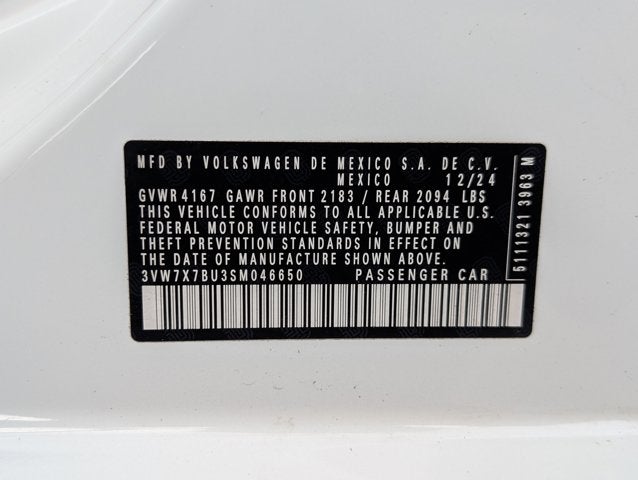 MFD BY VOLKSWAGEN DE MEXICO S.A. DE C.V.
MEXICO 12/24
GVWR 4167 GAWR FRONT 2183 / REAR 2094 LBS
THIS VEHICLE CONFORMS TO ALL APPLICABLE U.S.
FEDERAL MOTOR VEHICLE SAFETY, BUMPER AND
THEFT PREVENTION STANDARDS IN EFFECT ON
THE DATE OF MANUFACTURE SHOWN ABOVE.
3VW7X7BU3SM046650 PASSENGER CAR
5111321 3963 M